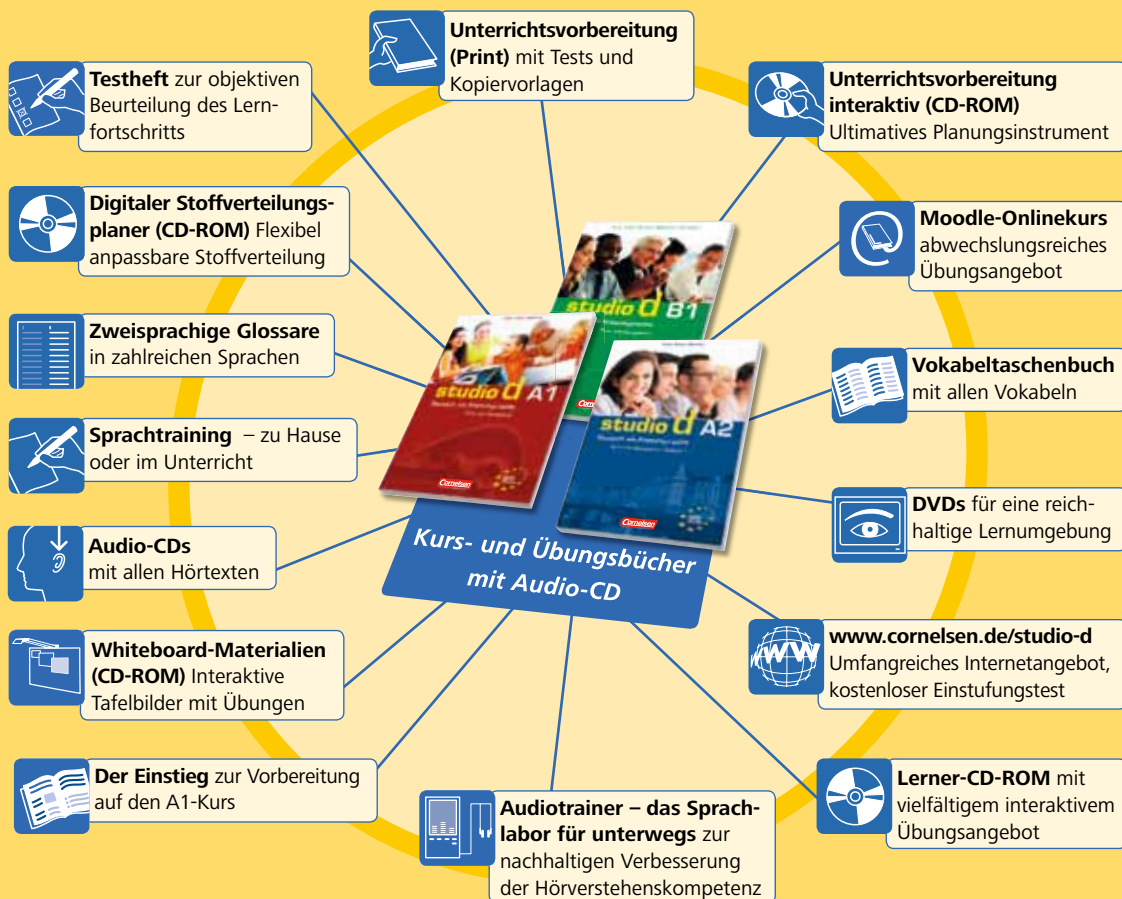 Unterrichtsvorbereitung
(Print) mit Tests und
Kopiervorlagen
Testheft zur objektiven
Beurteilung des Lern-
fortschritts
Unterrichtsvorbereitung
interaktiv (CD-ROM)
Ultimatives Planungsinstrument
Digitaler Stoffverteilungs-
planer (CD-ROM) Flexibel
anpassbare Stoffverteilung
Moodle-Onlinekurs
abwechslungsreiches
Übungsangebot
Zweisprachige Glossare
in zahlreichen Sprachen
Vokabeltaschenbuch
mit allen Vokabeln
Sprachtraining – zu Hause
oder im Unterricht
DVDs für eine reich-
haltige Lernumgebung
Audio-CDs
mit allen Hörtexten
studio d B1
studio d A1
Cornelsen
studio d A2
Cornelsen
Kurs- und Übungsbücher
mit Audio-CD
Whiteboard-Materialien
(CD-ROM) Interaktive
Tafelbilder mit Übungen
WWW
www.cornelsen.de/studio-d
Umfangreiches Internetangebot,
kostenloser Einstufungstest
Der Einstieg zur Vorbereitung
auf den A1-Kurs
Audiotrainer – das Sprach-
labor für unterwegs zur
nachhaltigen Verbesserung
der Hörverstehenskompetenz
Lerner-CD-ROM mit
vielfältigem interaktivem
Übungsangebot